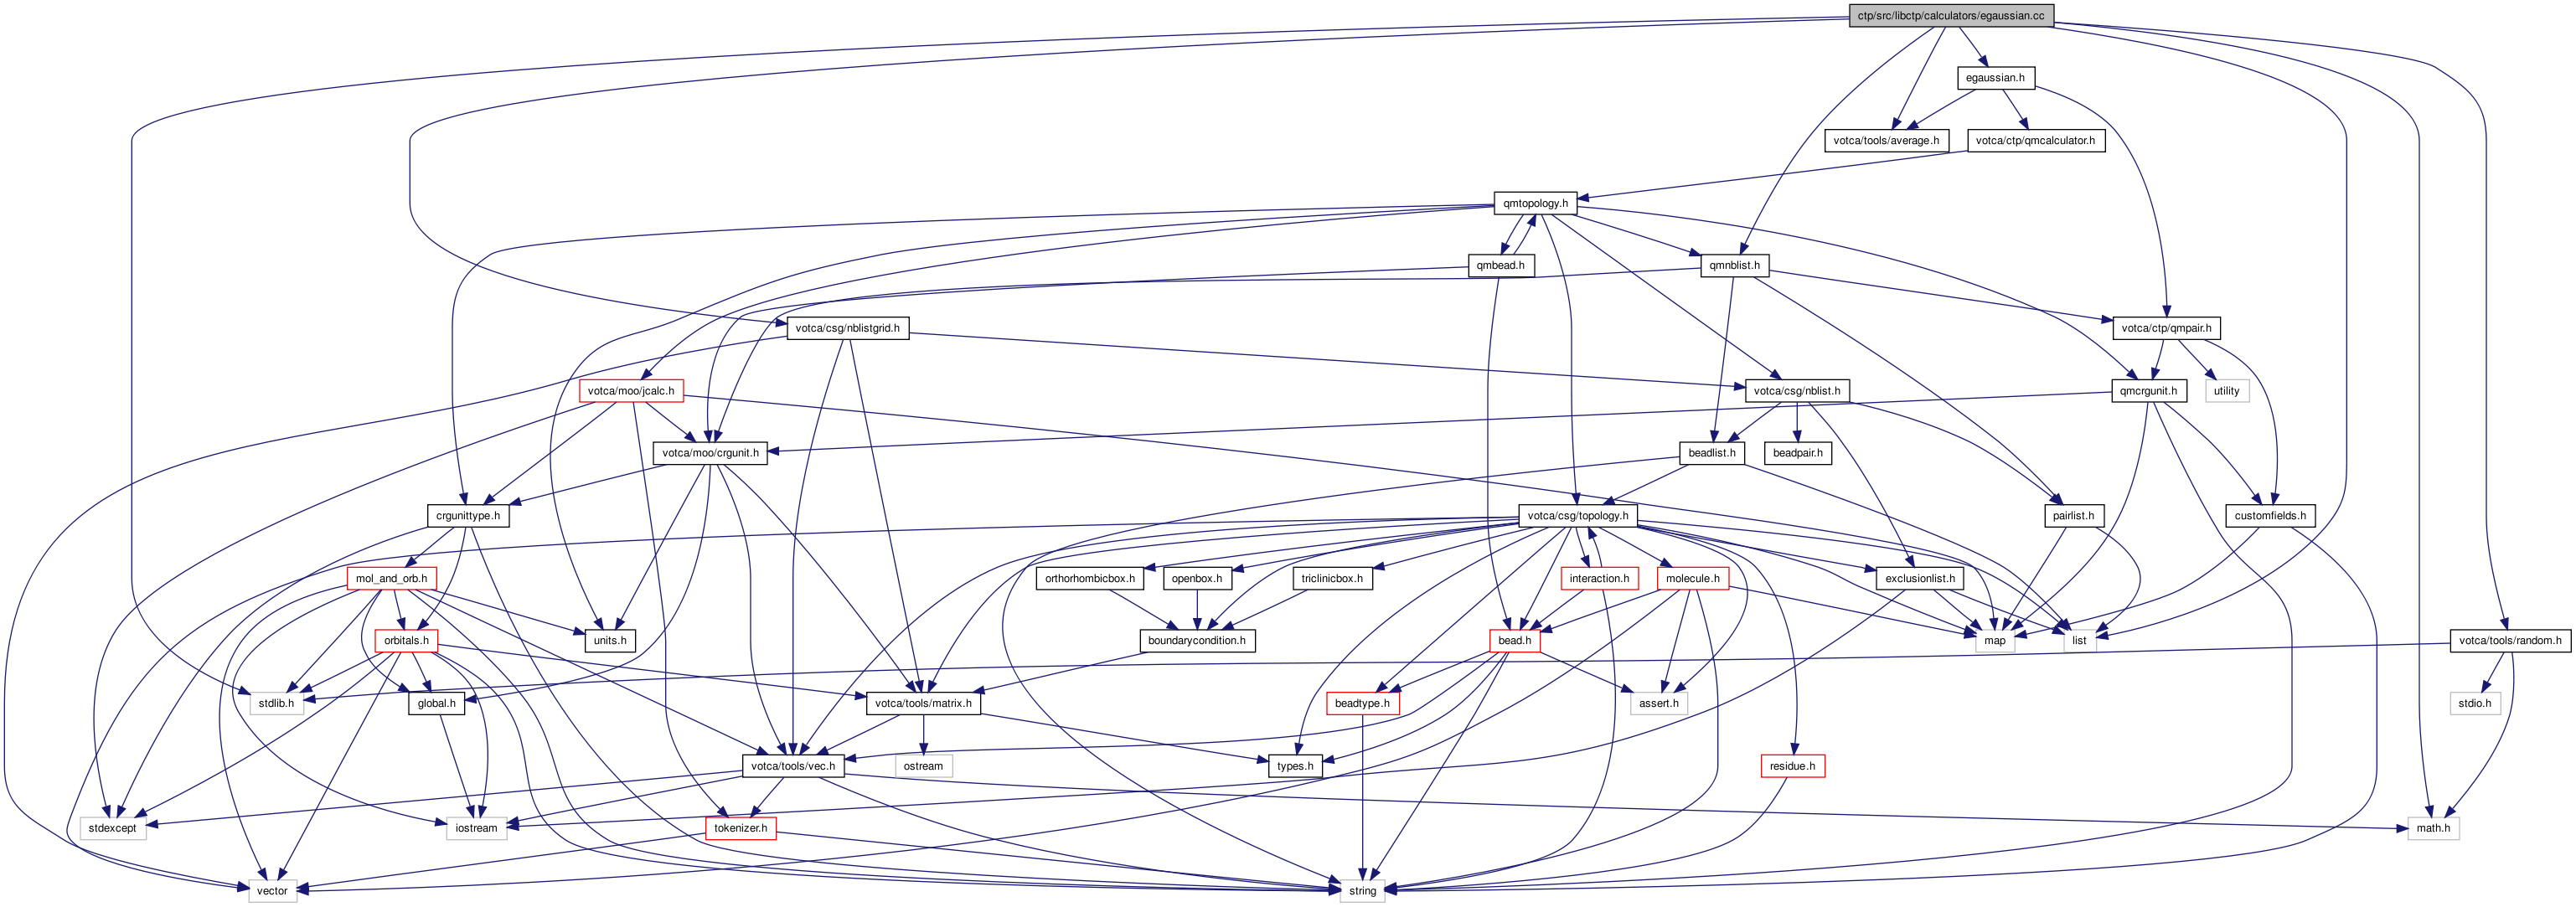 ctp/src/libctp/calculators/egaussian.cc
egaussian.h
votca/tools/average.h
votca/ctp/qmcalculator.h
qmtopology.h
qmbead.h
qmnblist.h
votca/csg/nblistgrid.h
votca/ctp/qmpair.h
votca/moo/jcalc.h
votca/csg/nblist.h
qmcrgunit.h
utility
votca/moo/crgunit.h
beadlist.h
beadpair.h
crgunittype.h
votca/csg/topology.h
pairlist.h
customfields.h
mol_and_orb.h
orthorhombicbox.h
openbox.h
triclinicbox.h
interaction.h
molecule.h
exclusionlist.h
orbitals.h
units.h
boundarycondition.h
bead.h
map
list
votca/tools/random.h
stdlib.h
global.h
votca/tools/matrix.h
beadtype.h
assert.h
stdio.h
votca/tools/vec.h
ostream
types.h
residue.h
stdexcept
iostream
tokenizer.h
math.h
vector
string